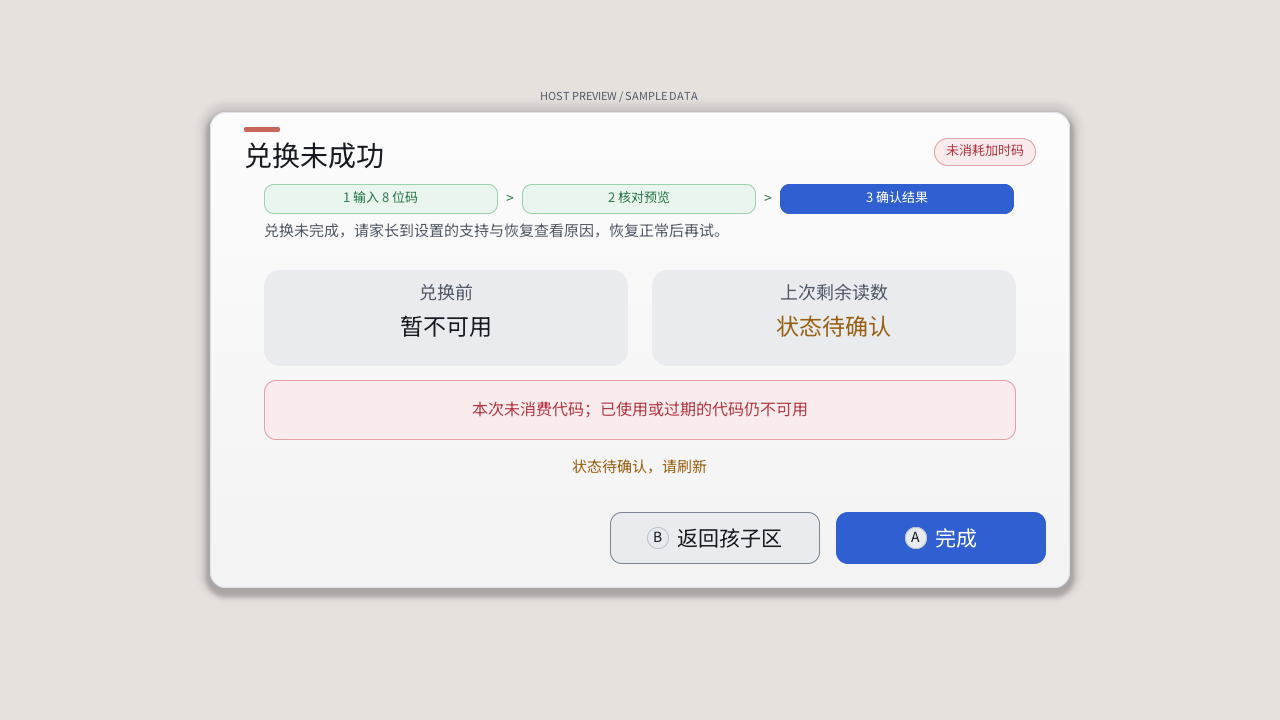 HOST PREVIEW / SAMPLE DATA
兑换未成功
未消耗加时码
1 输入 8 位码 > 2 核对预览 > 3 确认结果
兑换未完成，请家长到设置的支持与恢复查看原因，恢复正常后再试。
兑换前
暂不可用
上次剩余读数
状态待确认
本次未消费代码；已使用或过期的代码仍不可用
状态待确认，请刷新
B 返回孩子区
A 完成